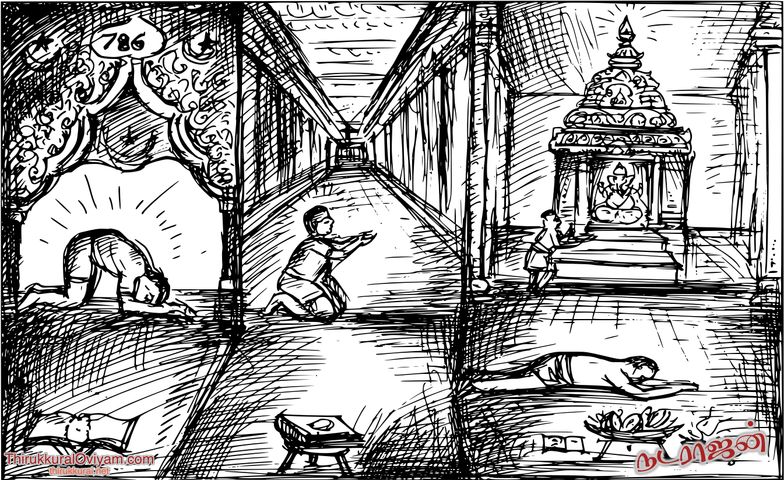 786
ThirukkuralOviyam.com
thirukkural.net
நடராஜன்